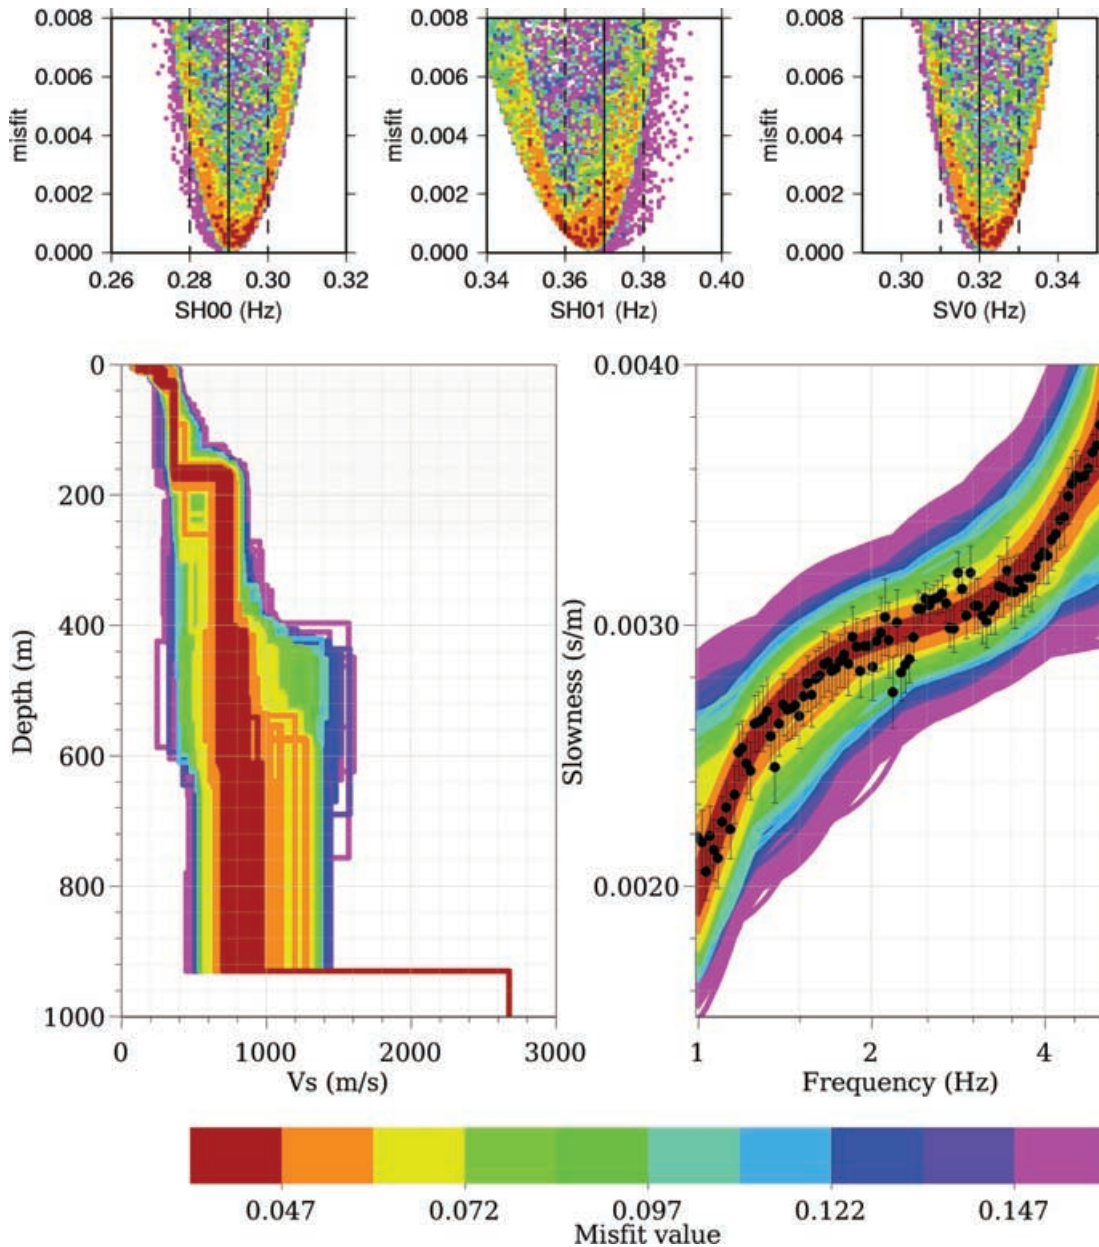 0.008
0.006
0.004
0.002
0.000
misfit
0.26 0.28 0.30 0.32
SH00 (Hz)
0.008
0.006
0.004
0.002
0.000
misfit
0.34 0.36 0.38 0.40
SH01 (Hz)
0.008
0.006
0.004
0.002
0.000
misfit
0.30 0.32 0.34
SV0 (Hz)
0
200
400
600
800
1000
Depth (m)
0 1000 2000 3000
Vs (m/s)
0.0040
0.0030
0.0020
Slowness (s/m)
1 2 4
Frequency (Hz)
0.047 0.072 0.097 0.122 0.147
Misfit value